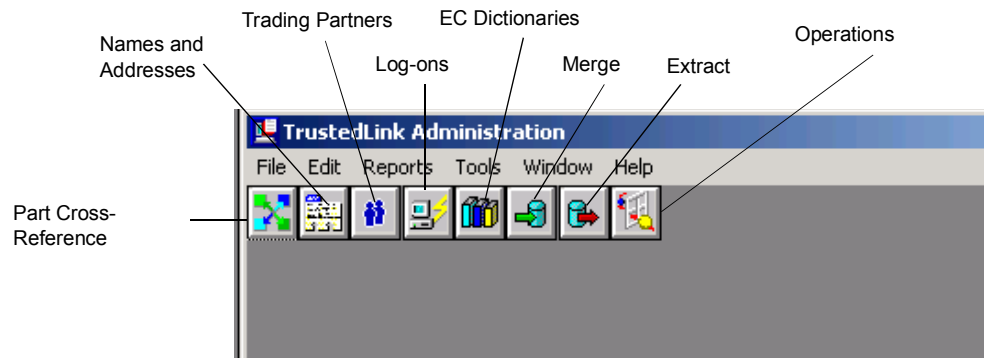 Trading Partners
EC Dictionaries
Operations
Names and
Addresses
Log-ons
Merge
Extract
TrustedLink Administration
File Edit Reports Tools Window Help
Part Cross-
Reference